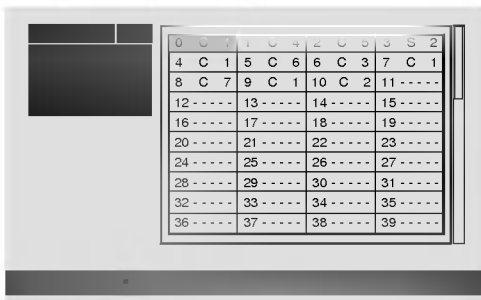 0 C 1 1 C 4 2 C 5 3 S 2
4 C 1 5 C 6 6 C 3 7 C 1
8 C 7 9 C 1 10 C 2 11 -----
12 ----- 13 ----- 14 ----- 15 -----
16 ----- 17 ----- 18 ----- 19 -----
20 ----- 21 ----- 22 ----- 23 -----
24 ----- 25 ----- 26 ----- 27 -----
28 ----- 29 ----- 30 ----- 31 -----
32 ----- 33 ----- 34 ----- 35 -----
36 ----- 37 ----- 38 ----- 39 -----